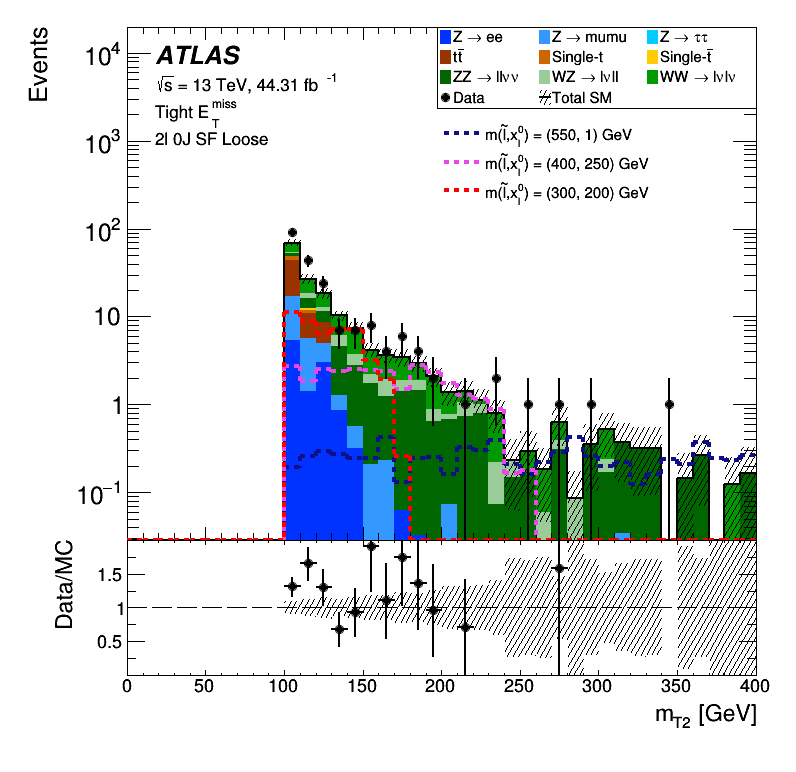 Events
10⁴
10³
10²
10
1
10⁻¹
ATLAS
√s = 13 TeV, 44.31 fb⁻¹
Tight E_T^miss
2l 0J SF Loose
Z → ee
Z → mumu
Z → ττ
tt̄
Single-t
Single-t̄
ZZ → llνν
WZ → lνll
WW → lνlν
Data
Total SM
m(l̃,x̃⁰₁) = (550, 1) GeV
m(l̃,x̃⁰₁) = (400, 250) GeV
m(l̃,x̃⁰₁) = (300, 200) GeV
Data/MC
1.5
1
0.5
0 50 100 150 200 250 300 350 400
m_T2 [GeV]